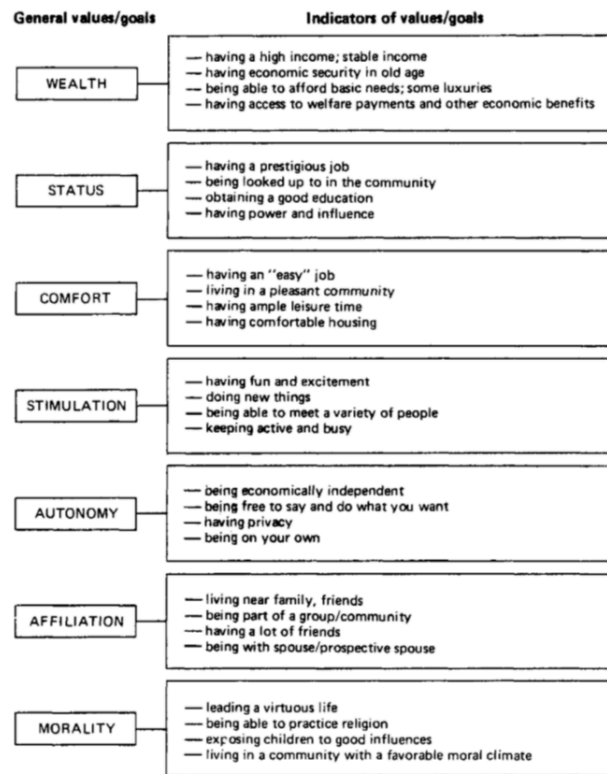 General values/goals Indicators of values/goals
WEALTH
— having a high income; stable income
— having economic security in old age
— being able to afford basic needs; some luxuries
— having access to welfare payments and other economic benefits
STATUS
— having a prestigious job
— being looked up to in the community
— obtaining a good education
— having power and influence
COMFORT
— having an "easy" job
— living in a pleasant community
— having ample leisure time
— having comfortable housing
STIMULATION
— having fun and excitement
— doing new things
— being able to meet a variety of people
— keeping active and busy
AUTONOMY
— being economically independent
— being free to say and do what you want
— having privacy
— being on your own
AFFILIATION
— living near family, friends
— being part of a group/community
— having a lot of friends
— being with spouse/prospective spouse
MORALITY
— leading a virtuous life
— being able to practice religion
— exposing children to good influences
— living in a community with a favorable moral climate